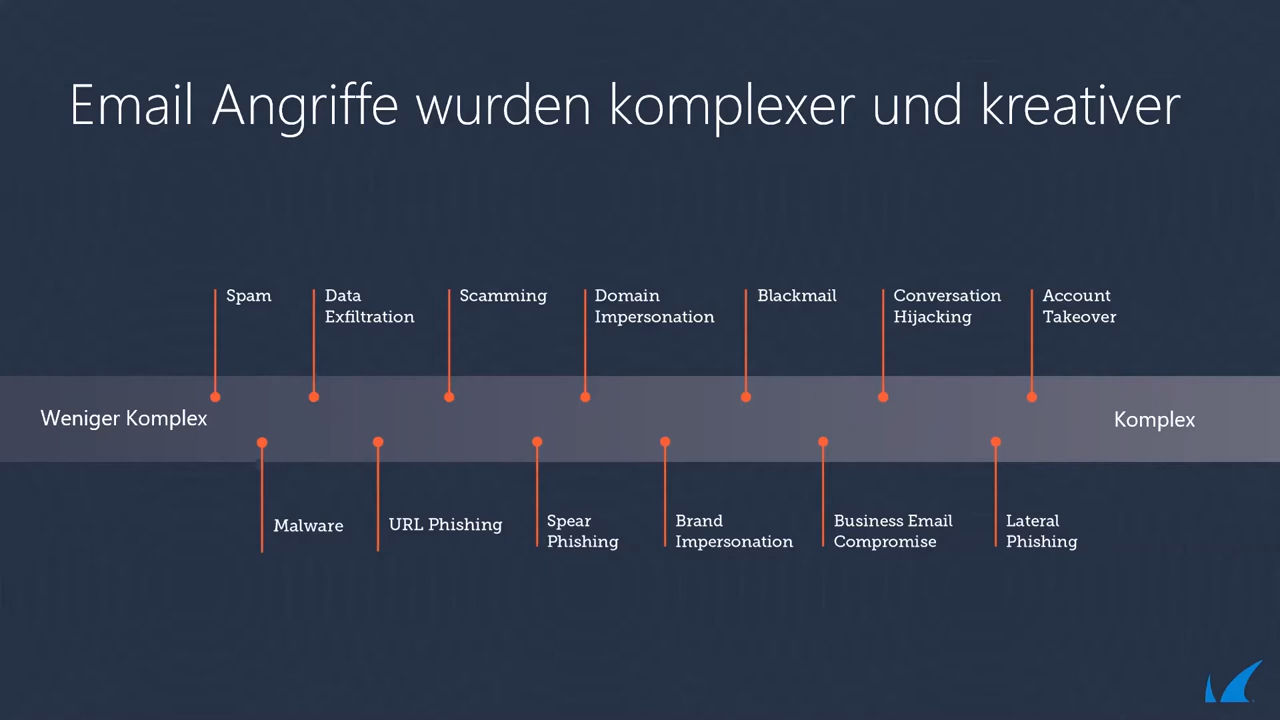 Email Angriffe wurden komplexer und kreativer
Spam
Data
Exfiltration
Scamming
Domain
Impersonation
Blackmail
Conversation
Hijacking
Account
Takeover
Weniger Komplex
Komplex
Malware
URL Phishing
Spear
Phishing
Brand
Impersonation
Business Email
Compromise
Lateral
Phishing